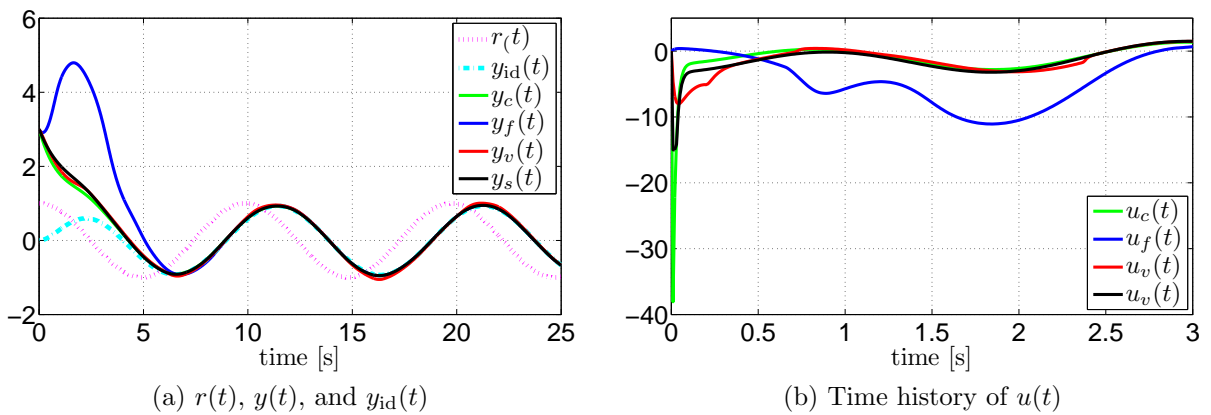 6
4
2
0
−2
0
5
10
15
20
25
time [s]
r(t)
y_id(t)
y_c(t)
y_f(t)
y_v(t)
y_s(t)
(a) r(t), y(t), and y_id(t)
0
−10
−20
−30
−40
0
0.5
1
1.5
2
2.5
3
time [s]
u_c(t)
u_f(t)
u_v(t)
u_v(t)
(b) Time history of u(t)